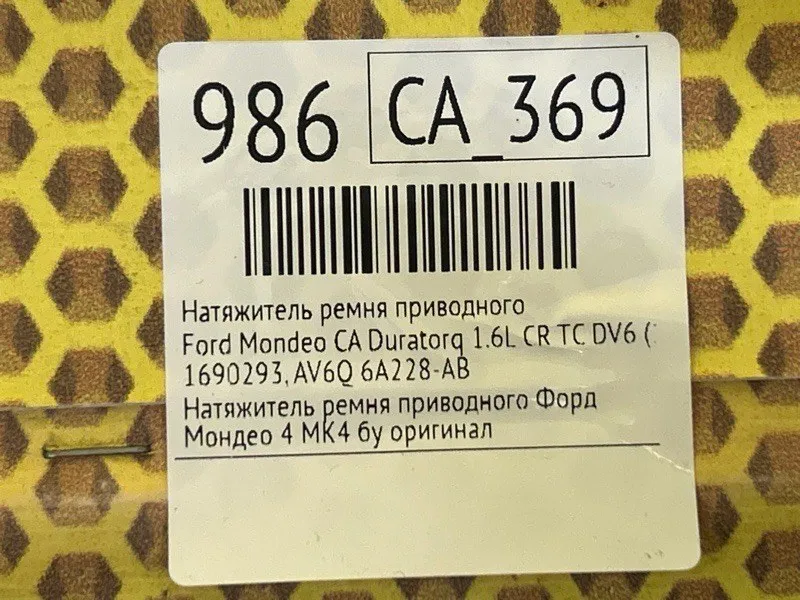 986 CA_369
Натяжитель ремня приводного
Ford Mondeo CA Duratorq 1.6L CR TC DV6 (
1690293, AV6Q 6A228-AB
Натяжитель ремня приводного Форд
Мондео 4 МК4 бу оригинал